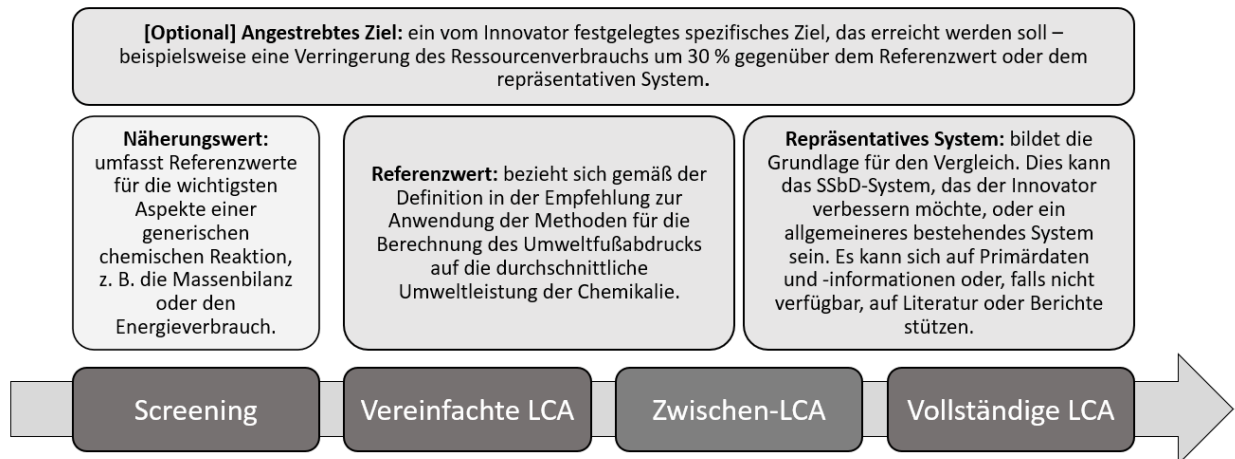 [Optional] Angestrebtes Ziel: ein vom Innovator festgelegtes spezifisches Ziel, das erreicht werden soll –
beispielsweise eine Verringerung des Ressourcenverbrauchs um 30 % gegenüber dem Referenzwert oder dem
repräsentativen System.
Näherungswert:
umfasst Referenzwerte
für die wichtigsten
Aspekte einer
generischen
chemischen Reaktion,
z. B. die Massenbilanz
oder den
Energieverbrauch.
Referenzwert: bezieht sich gemäß der
Definition in der Empfehlung zur
Anwendung der Methoden für die
Berechnung des Umweltfußabdrucks
auf die durchschnittliche
Umweltleistung der Chemikalie.
Repräsentatives System: bildet die
Grundlage für den Vergleich. Dies kann
das SSbD-System, das der Innovator
verbessern möchte, oder ein
allgemeineres bestehendes System
sein. Es kann sich auf Primärdaten
und -informationen oder, falls nicht
verfügbar, auf Literatur oder Berichte
stützen.
Screening
Vereinfachte LCA
Zwischen-LCA
Vollständige LCA